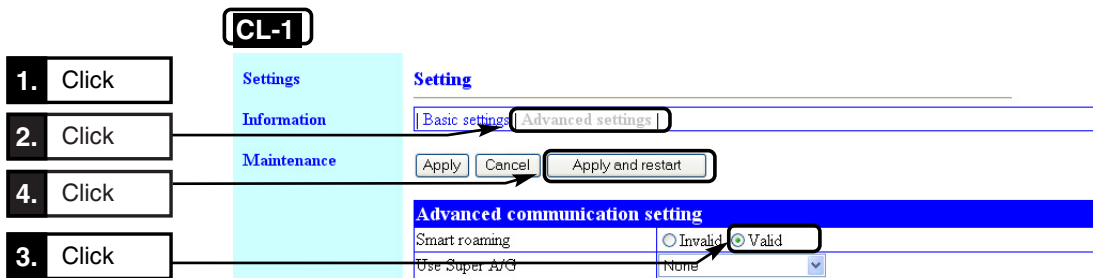 CL-1
1. Click
Settings
Setting
2. Click
Information
| Basic settings | Advanced settings |
Maintenance
4. Click
Apply Cancel Apply and restart
Advanced communication setting
Smart roaming Invalid Valid
3. Click
Use Super A/G None